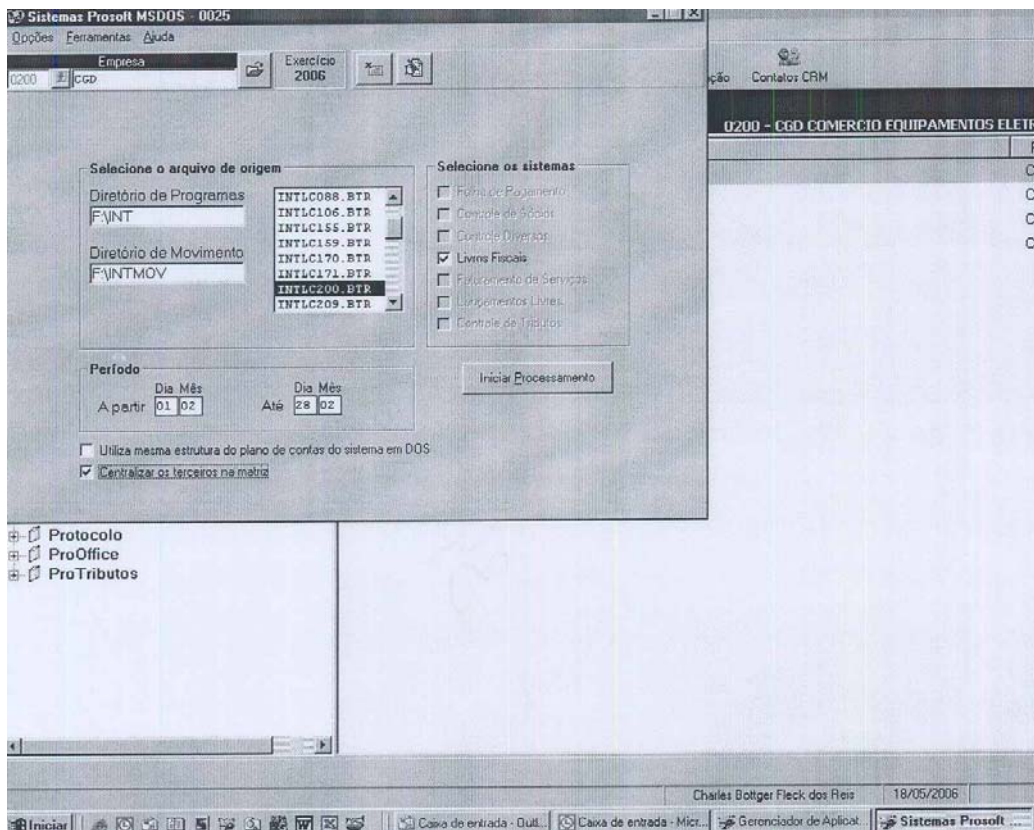 Sistemas Prosoft MSDOS - 0025
Opções Ferramentas Ajuda
Empresa
0200 CGD
Exercício
2006
Contatos CRM
0200 - CGD COMERCIO EQUIPAMENTOS ELETR
Selecione o arquivo de origem
Diretório de Programas
F:\INT
Diretório de Movimento
F:\INTMOV
INTLC088.BTR
INTLC106.BTR
INTLC155.BTR
INTLC159.BTR
INTLC170.BTR
INTLC171.BTR
INTLC200.BTR
INTLC209.BTR
Selecione os sistemas
Folha de Pagamento
Controle de Sócios
Controle Diversos
Livros Fiscais
Faturamento de Serviços
Lançamentos Livres
Controle de Tributos
Período
Dia Mês Dia Mês
A partir 01 02 Até 28 02
Iniciar Processamento
Utiliza mesma estrutura do plano de contas do sistema em DOS
Centralizar os terceiros na matriz
Protocolo
ProOffice
ProTributos
Charles Bottger Fleck dos Reis 18/05/2006
Iniciar Caixa de entrada - Outl... Caixa de entrada - Micr... Gerenciador de Aplicat... Sistemas Prosoft ...